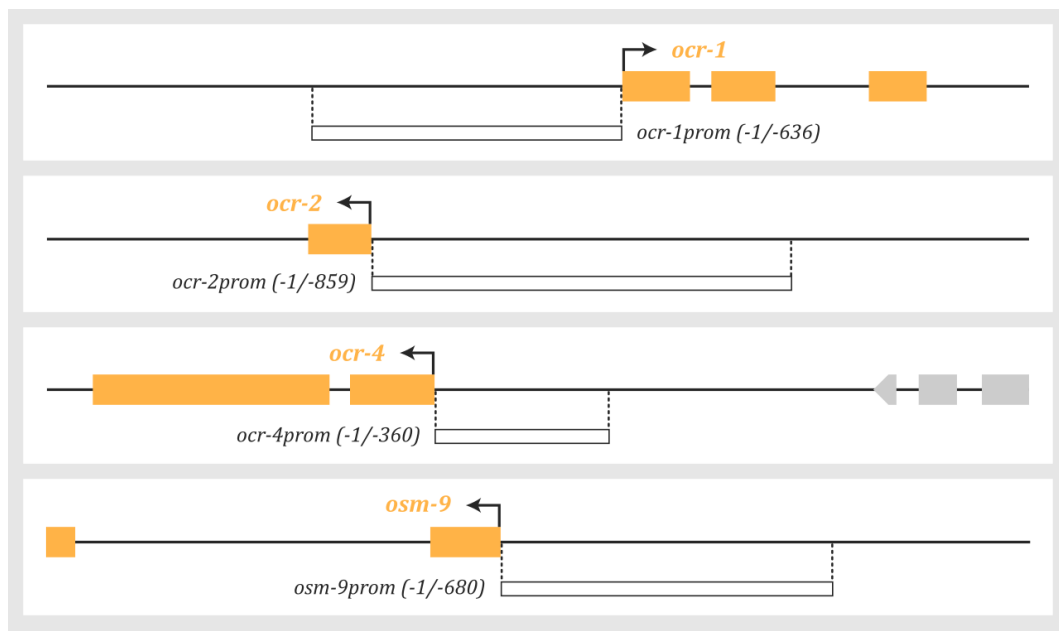 ocr-1
ocr-1prom (-1/-636)
ocr-2
ocr-2prom (-1/-859)
ocr-4
ocr-4prom (-1/-360)
osm-9
osm-9prom (-1/-680)